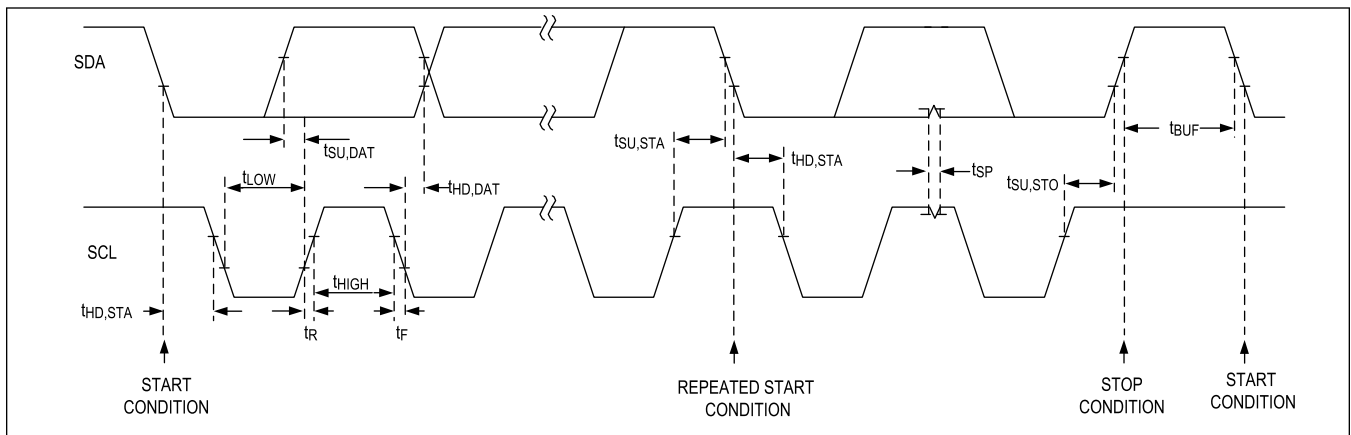 SDA
tSU,DAT
tSU,STA
tHD,STA
tBUF
tSP
tLOW
tHD,DAT
tSU,STO
SCL
tHIGH
tHD,STA
tR
tF
START
CONDITION
REPEATED START
CONDITION
STOP
CONDITION
START
CONDITION